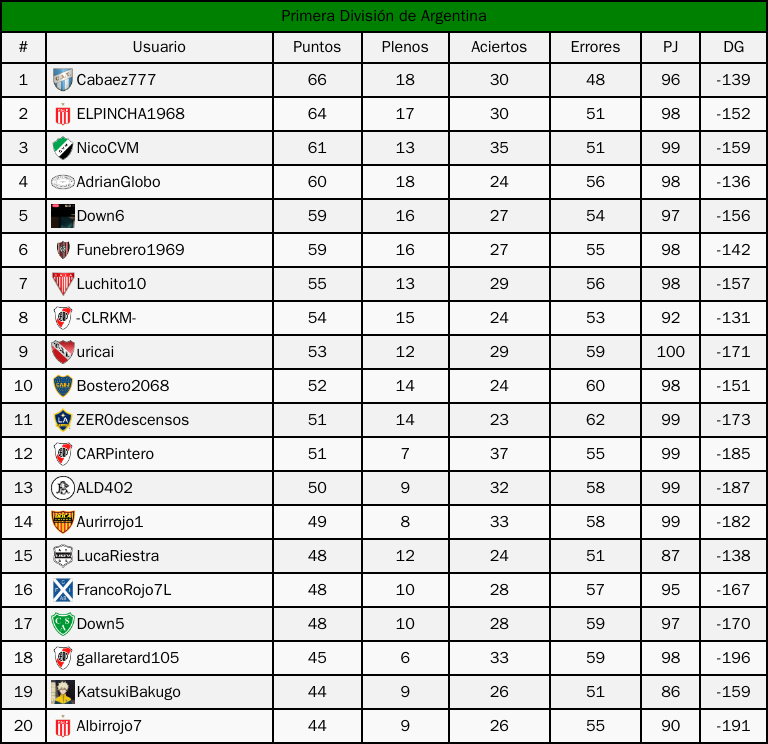 Primera División de Argentina
# Usuario Puntos Plenos Aciertos Errores PJ DG
1 Cabaez777 66 18 30 48 96 -139
2 ELPINCHA1968 64 17 30 51 98 -152
3 NicoCVM 61 13 35 51 99 -159
4 AdrianGlobo 60 18 24 56 98 -136
5 Down6 59 16 27 54 97 -156
6 Funebrero1969 59 16 27 55 98 -142
7 Luchito10 55 13 29 56 98 -157
8 -CLRKM- 54 15 24 53 92 -131
9 uricai 53 12 29 59 100 -171
10 Bostero2068 52 14 24 60 98 -151
11 ZER0descensos 51 14 23 62 99 -173
12 CARPintero 51 7 37 55 99 -185
13 ALD402 50 9 32 58 99 -187
14 Aurirrojo1 49 8 33 58 99 -182
15 LucaRiestra 48 12 24 51 87 -138
16 FrancoRojo7L 48 10 28 57 95 -167
17 Down5 48 10 28 59 97 -170
18 gallaretard105 45 6 33 59 98 -196
19 KatsukiBakugo 44 9 26 51 86 -159
20 Albirrojo7 44 9 26 55 90 -191